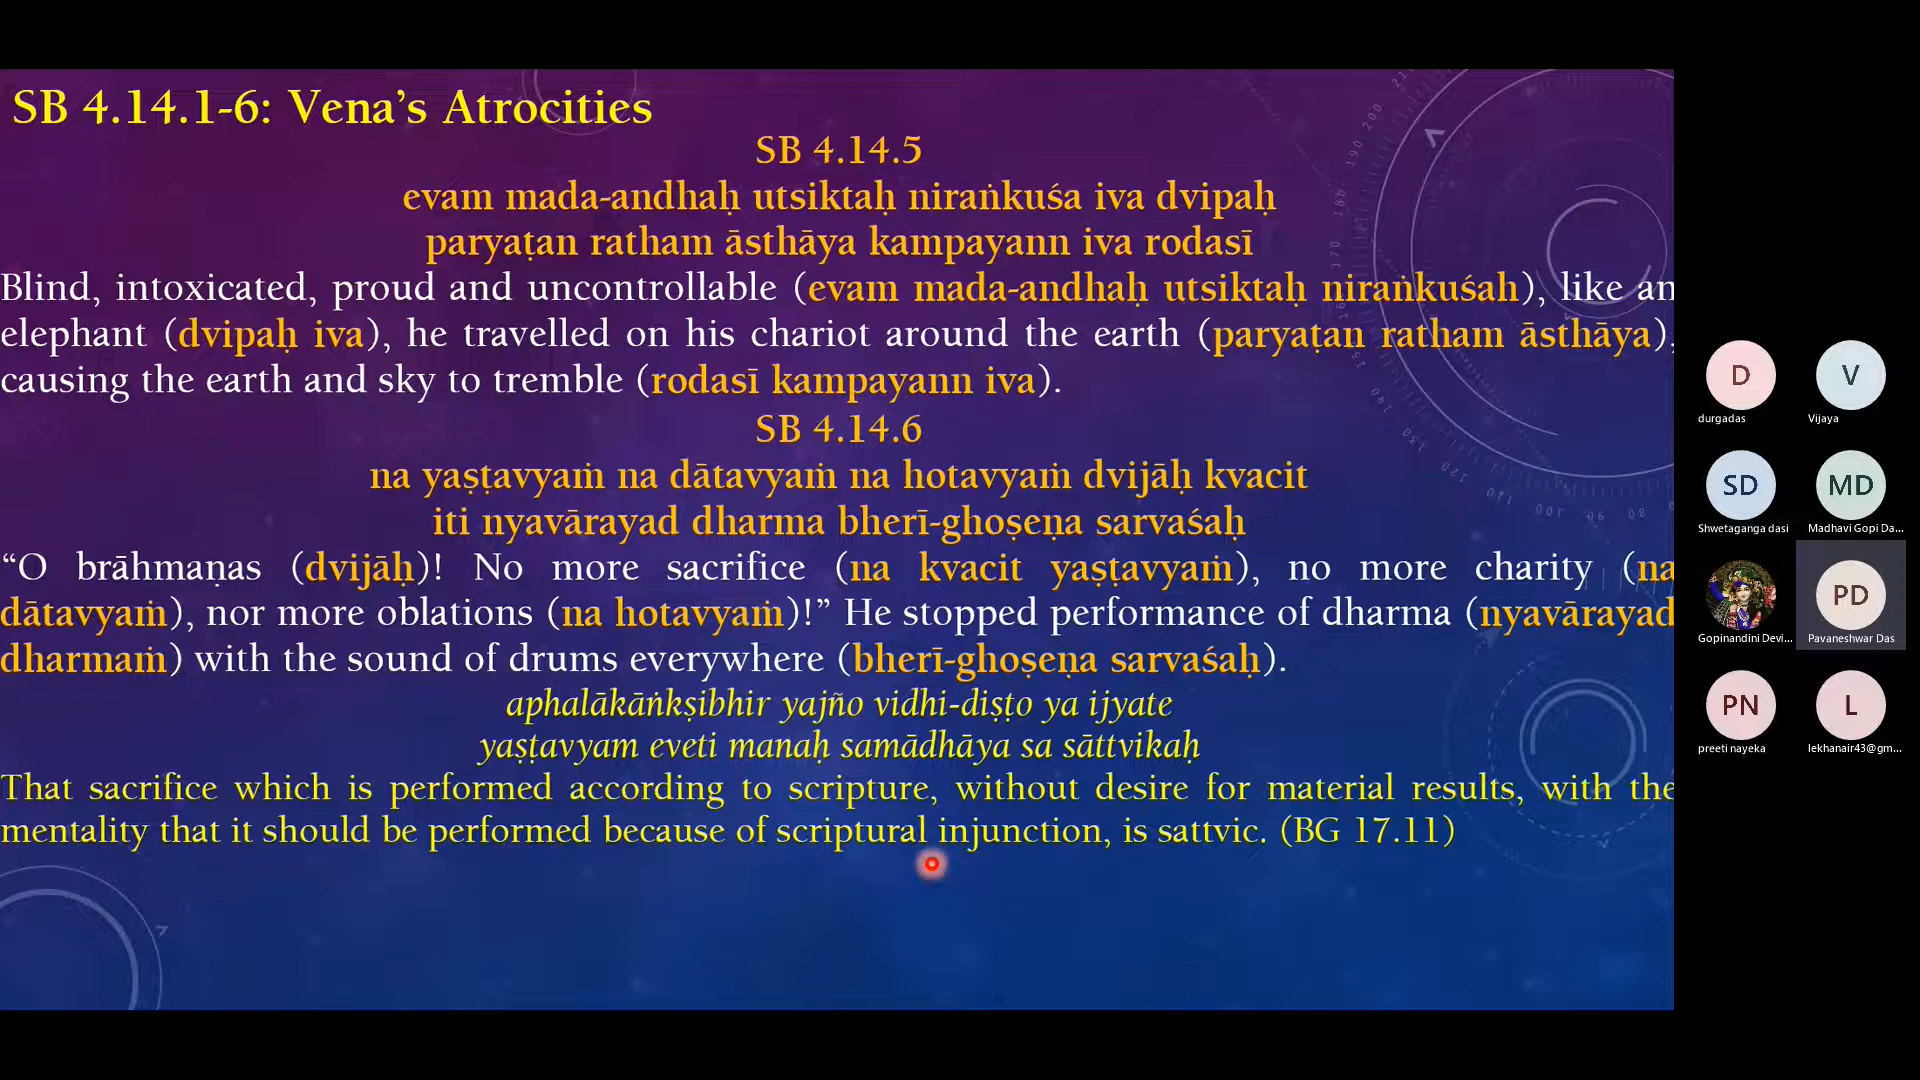 SB 4.14.1-6: Vena’s Atrocities
SB 4.14.5
evam mada-andhaḥ utsiktaḥ niraṅkuśa iva dvipaḥ
paryaṭan ratham āsthāya kampayann iva rodasī
Blind, intoxicated, proud and uncontrollable (evam mada-andhaḥ utsiktaḥ niraṅkuśah), like an
elephant (dvipaḥ iva), he travelled on his chariot around the earth (paryaṭan ratham āsthāya),
causing the earth and sky to tremble (rodasī kampayann iva).
SB 4.14.6
na yaṣṭavyaṁ na dātavyaṁ na hotavyaṁ dvijāḥ kvacit
iti nyavārayad dharma bherī-ghoṣeṇa sarvaśaḥ
“O brāhmaṇas (dvijāḥ)! No more sacrifice (na kvacit yaṣṭavyaṁ), no more charity (na
dātavyaṁ), nor more oblations (na hotavyaṁ)!” He stopped performance of dharma (nyavārayad
dharmaṁ) with the sound of drums everywhere (bherī-ghoṣeṇa sarvaśaḥ).
aphalākāṅkṣibhir yajño vidhi-diṣṭo ya ijyate
yaṣṭavyam eveti manaḥ samādhāya sa sāttvikaḥ
That sacrifice which is performed according to scripture, without desire for material results, with the
mentality that it should be performed because of scriptural injunction, is sattvic. (BG 17.11)
D
V
durgadas
Vijaya
SD
MD
Shwetaganga dasi
Madhavi Gopi Da...
PD
Gopinandini Devi...
Pavaneshwar Das
PN
L
preeti nayeka
lekhanair43@gm...